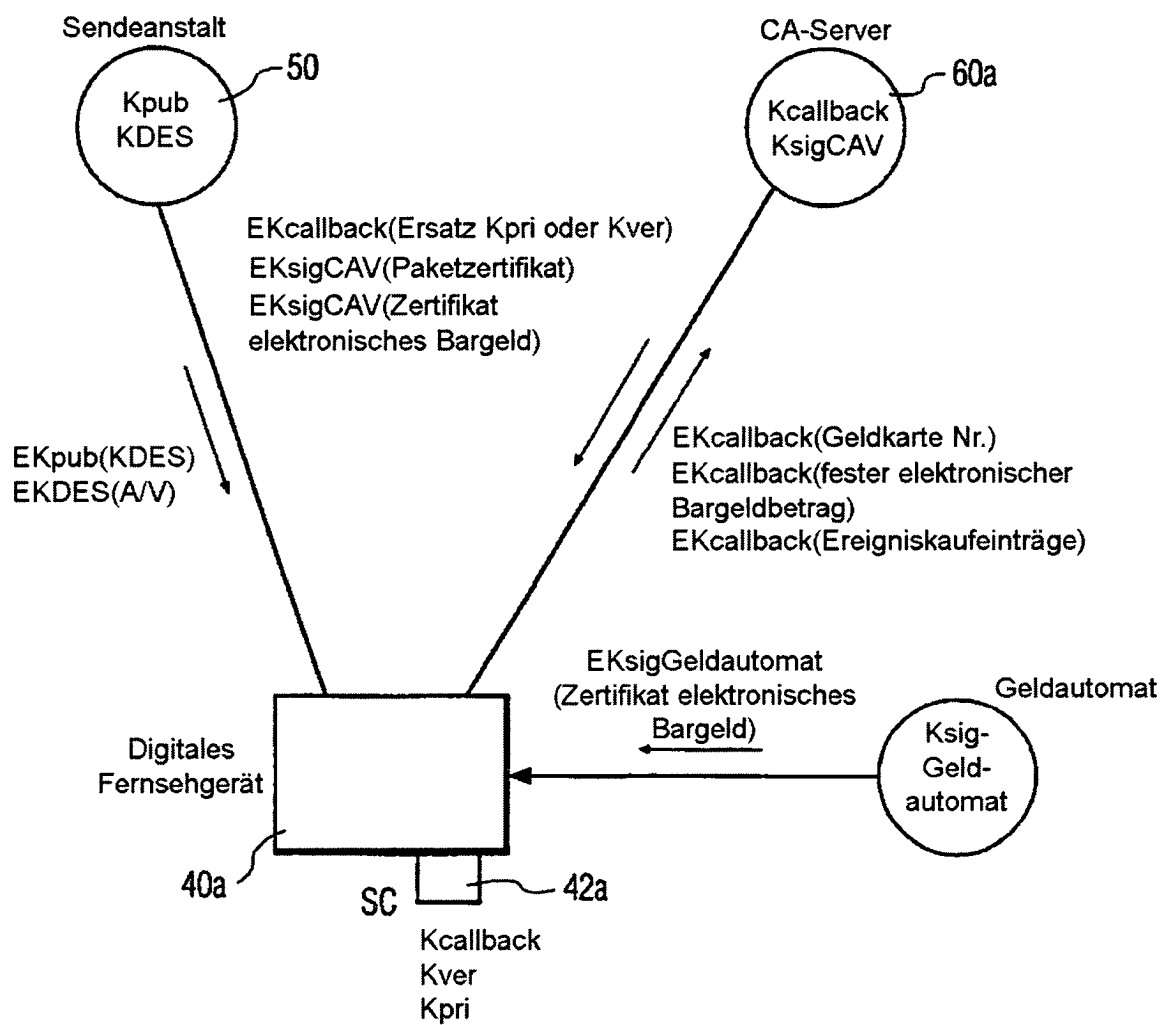 Sendeanstalt
50
Kpub
KDES
CA-Server
60a
Kcallback
KsigCAV
EKcallback(Ersatz Kpri oder Kver)
EKsigCAV(Paketzertifikat)
EKsigCAV(Zertifikat
elektronisches Bargeld)
EKpub(KDES)
EKDES(A/V)
EKcallback(Geldkarte Nr.)
EKcallback(fester elektronischer
Bargeldbetrag)
EKcallback(Ereigniskaufeinträge)
EKsigGeldautomat
(Zertifikat elektronisches
Bargeld)
Geldautomat
Ksig-
Geld-
automat
Digitales
Fernsehgerät
40a
SC
42a
Kcallback
Kver
Kpri